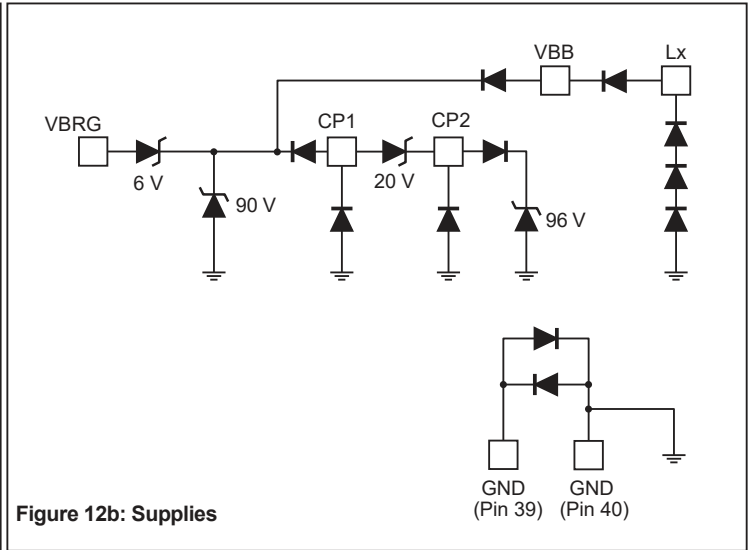 VBB
Lx
VBRG
CP1
CP2
6 V
20 V
90 V
96 V
GND
(Pin 39)
GND
(Pin 40)
Figure 12b: Supplies